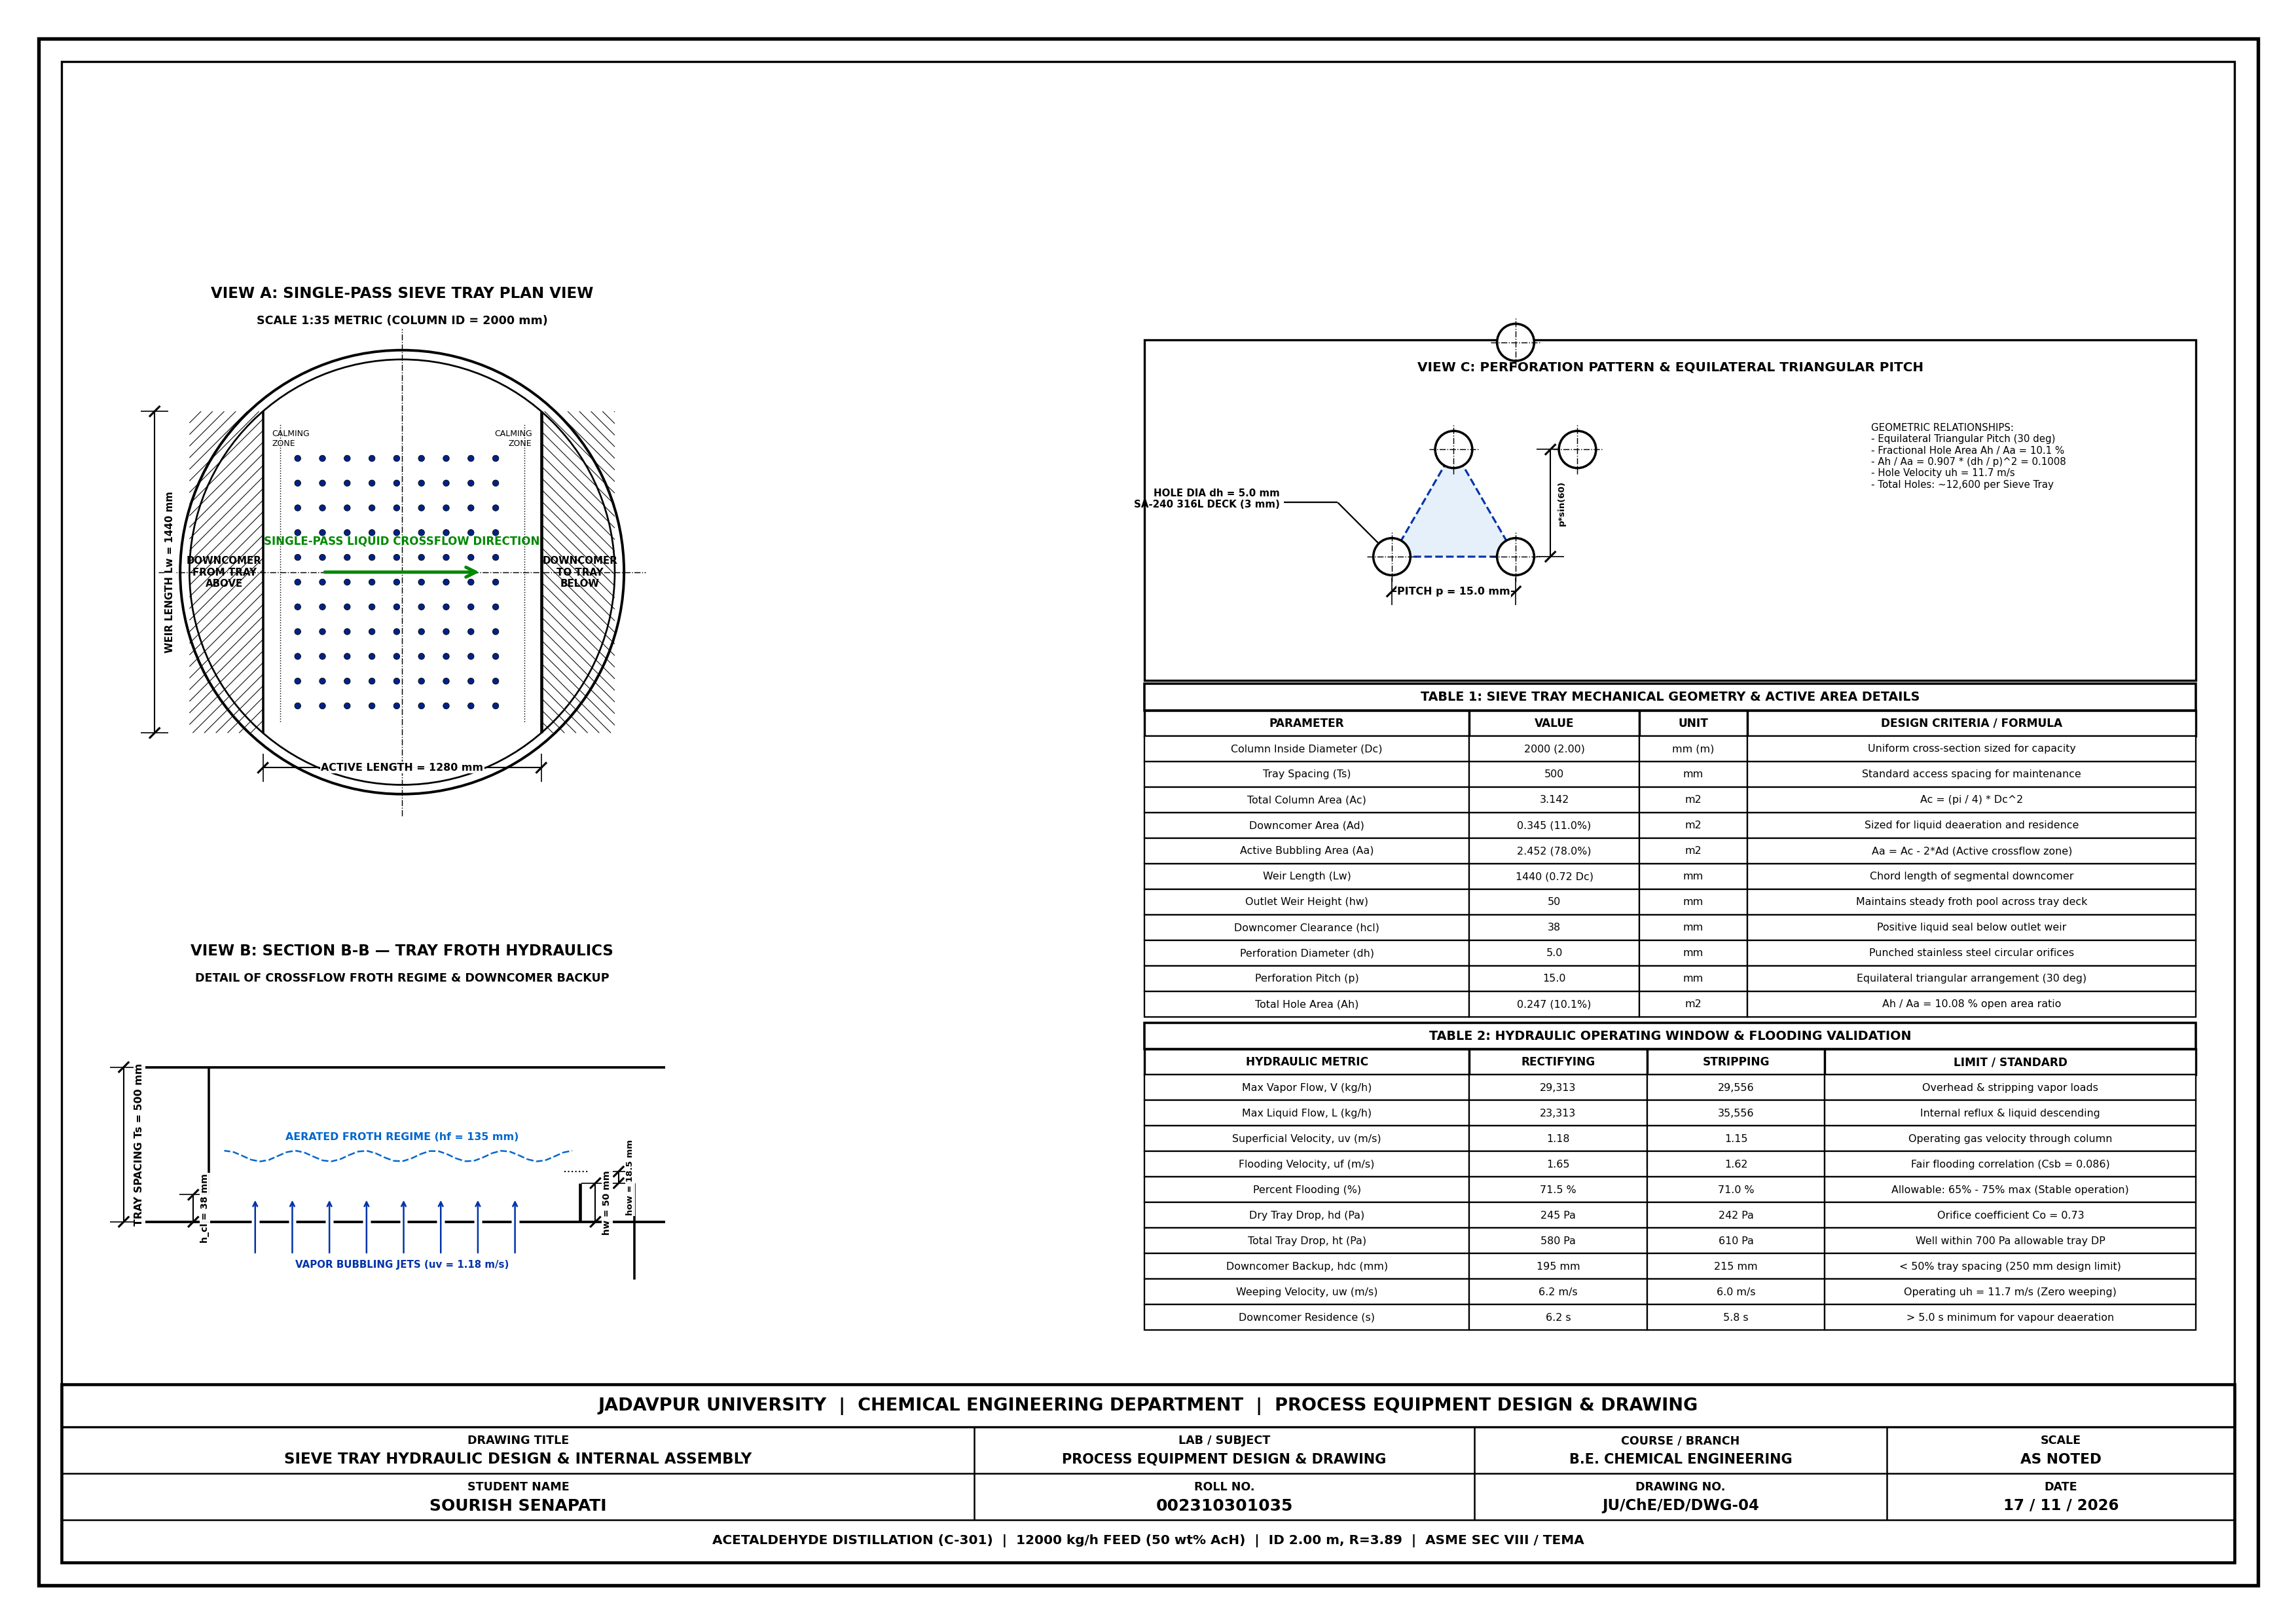 VIEW A: SINGLE-PASS SIEVE TRAY PLAN VIEW
SCALE 1:35 METRIC (COLUMN ID = 2000 mm)
CALMING
ZONE
CALMING
ZONE
WEIR LENGTH Lw = 1440 mm
SINGLE-PASS LIQUID CROSSFLOW DIRECTION
DOWNCOMER
FROM TRAY
ABOVE
DOWNCOMER
TO TRAY
BELOW
ACTIVE LENGTH = 1280 mm
VIEW B: SECTION B-B — TRAY FROTH HYDRAULICS
DETAIL OF CROSSFLOW FROTH REGIME & DOWNCOMER BACKUP
TRAY SPACING Ts = 500 mm
h_cl = 38 mm
AERATED FROTH REGIME (hf = 135 mm)
hw = 50 mm
how = 18.5 mm
VAPOR BUBBLING JETS (uv = 1.18 m/s)
VIEW C: PERFORATION PATTERN & EQUILATERAL TRIANGULAR PITCH
HOLE DIA dh = 5.0 mm
SA-240 316L DECK (3 mm)
p*sin(60)
PITCH p = 15.0 mm
GEOMETRIC RELATIONSHIPS:
- Equilateral Triangular Pitch (30 deg)
- Fractional Hole Area Ah / Aa = 10.1 %
- Ah / Aa = 0.907 * (dh / p)^2 = 0.1008
- Hole Velocity uh = 11.7 m/s
- Total Holes: ~12,600 per Sieve Tray
TABLE 1: SIEVE TRAY MECHANICAL GEOMETRY & ACTIVE AREA DETAILS
PARAMETER VALUE UNIT DESIGN CRITERIA / FORMULA
Column Inside Diameter (Dc) 2000 (2.00) mm (m) Uniform cross-section sized for capacity
Tray Spacing (Ts) 500 mm Standard access spacing for maintenance
Total Column Area (Ac) 3.142 m2 Ac = (pi / 4) * Dc^2
Downcomer Area (Ad) 0.345 (11.0%) m2 Sized for liquid deaeration and residence
Active Bubbling Area (Aa) 2.452 (78.0%) m2 Aa = Ac - 2*Ad (Active crossflow zone)
Weir Length (Lw) 1440 (0.72 Dc) mm Chord length of segmental downcomer
Outlet Weir Height (hw) 50 mm Maintains steady froth pool across tray deck
Downcomer Clearance (hcl) 38 mm Positive liquid seal below outlet weir
Perforation Diameter (dh) 5.0 mm Punched stainless steel circular orifices
Perforation Pitch (p) 15.0 mm Equilateral triangular arrangement (30 deg)
Total Hole Area (Ah) 0.247 (10.1%) m2 Ah / Aa = 10.08 % open area ratio
TABLE 2: HYDRAULIC OPERATING WINDOW & FLOODING VALIDATION
HYDRAULIC METRIC RECTIFYING STRIPPING LIMIT / STANDARD
Max Vapor Flow, V (kg/h) 29,313 29,556 Overhead & stripping vapor loads
Max Liquid Flow, L (kg/h) 23,313 35,556 Internal reflux & liquid descending
Superficial Velocity, uv (m/s) 1.18 1.15 Operating gas velocity through column
Flooding Velocity, uf (m/s) 1.65 1.62 Fair flooding correlation (Csb = 0.086)
Percent Flooding (%) 71.5 % 71.0 % Allowable: 65% - 75% max (Stable operation)
Dry Tray Drop, hd (Pa) 245 Pa 242 Pa Orifice coefficient Co = 0.73
Total Tray Drop, ht (Pa) 580 Pa 610 Pa Well within 700 Pa allowable tray DP
Downcomer Backup, hdc (mm) 195 mm 215 mm < 50% tray spacing (250 mm design limit)
Weeping Velocity, uw (m/s) 6.2 m/s 6.0 m/s Operating uh = 11.7 m/s (Zero weeping)
Downcomer Residence (s) 6.2 s 5.8 s > 5.0 s minimum for vapour deaeration
JADAVPUR UNIVERSITY | CHEMICAL ENGINEERING DEPARTMENT | PROCESS EQUIPMENT DESIGN & DRAWING
DRAWING TITLE LAB / SUBJECT COURSE / BRANCH SCALE
SIEVE TRAY HYDRAULIC DESIGN & INTERNAL ASSEMBLY PROCESS EQUIPMENT DESIGN & DRAWING B.E. CHEMICAL ENGINEERING AS NOTED
STUDENT NAME ROLL NO. DRAWING NO. DATE
SOURISH SENAPATI 002310301035 JU/ChE/ED/DWG-04 17 / 11 / 2026
ACETALDEHYDE DISTILLATION (C-301) | 12000 kg/h FEED (50 wt% AcH) | ID 2.00 m, R=3.89 | ASME SEC VIII / TEMA